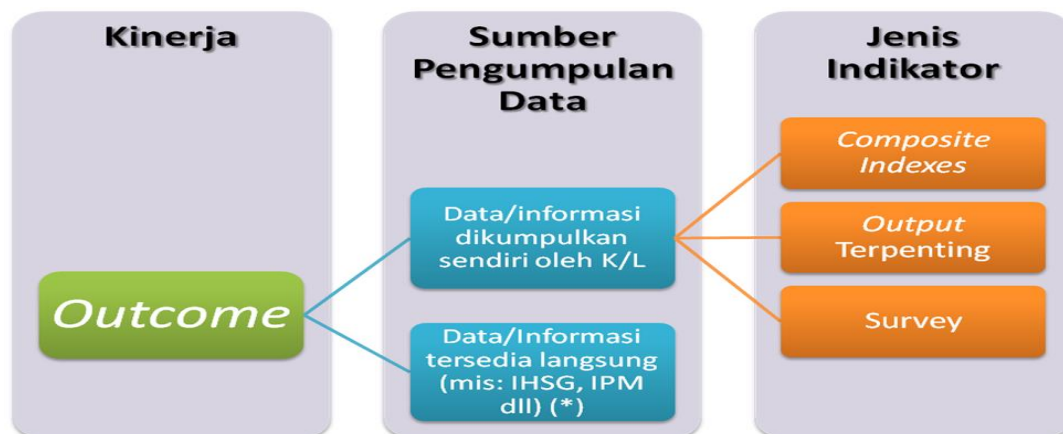 Kinerja
Sumber
Pengumpulan
Data
Jenis
Indikator
Outcome
Data/informasi
dikumpulkan
sendiri oleh K/L
Data/Informasi
tersedia langsung
(mis: IHSG, IPM
dll) (*)
Composite
Indexes
Output
Terpenting
Survey